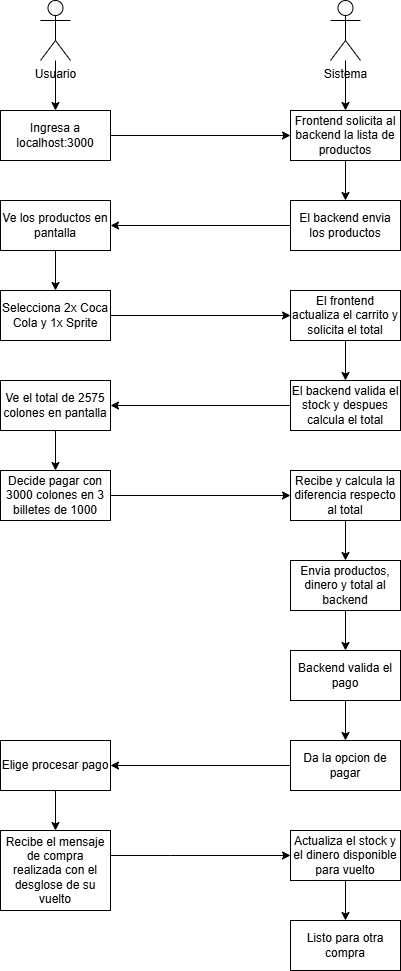 Usuario
Sistema
Ingresa a
localhost:3000
Frontend solicita al
backend la lista de
productos
Ve los productos en
pantalla
El backend envia
los productos
Selecciona 2x Coca
Cola y 1x Sprite
El frontend
actualiza el carrito y
solicita el total
Ve el total de 2575
colones en pantalla
El backend valida el
stock y despues
calcula el total
Decide pagar con
3000 colones en 3
billetes de 1000
Recibe y calcula la
diferencia respecto
al total
Envia productos,
dinero y total al
backend
Backend valida el
pago
Elige procesar pago
Da la opcion de
pagar
Recibe el mensaje
de compra
realizada con el
desglose de su
vuelto
Actualiza el stock y
el dinero disponible
para vuelto
Listo para otra
compra